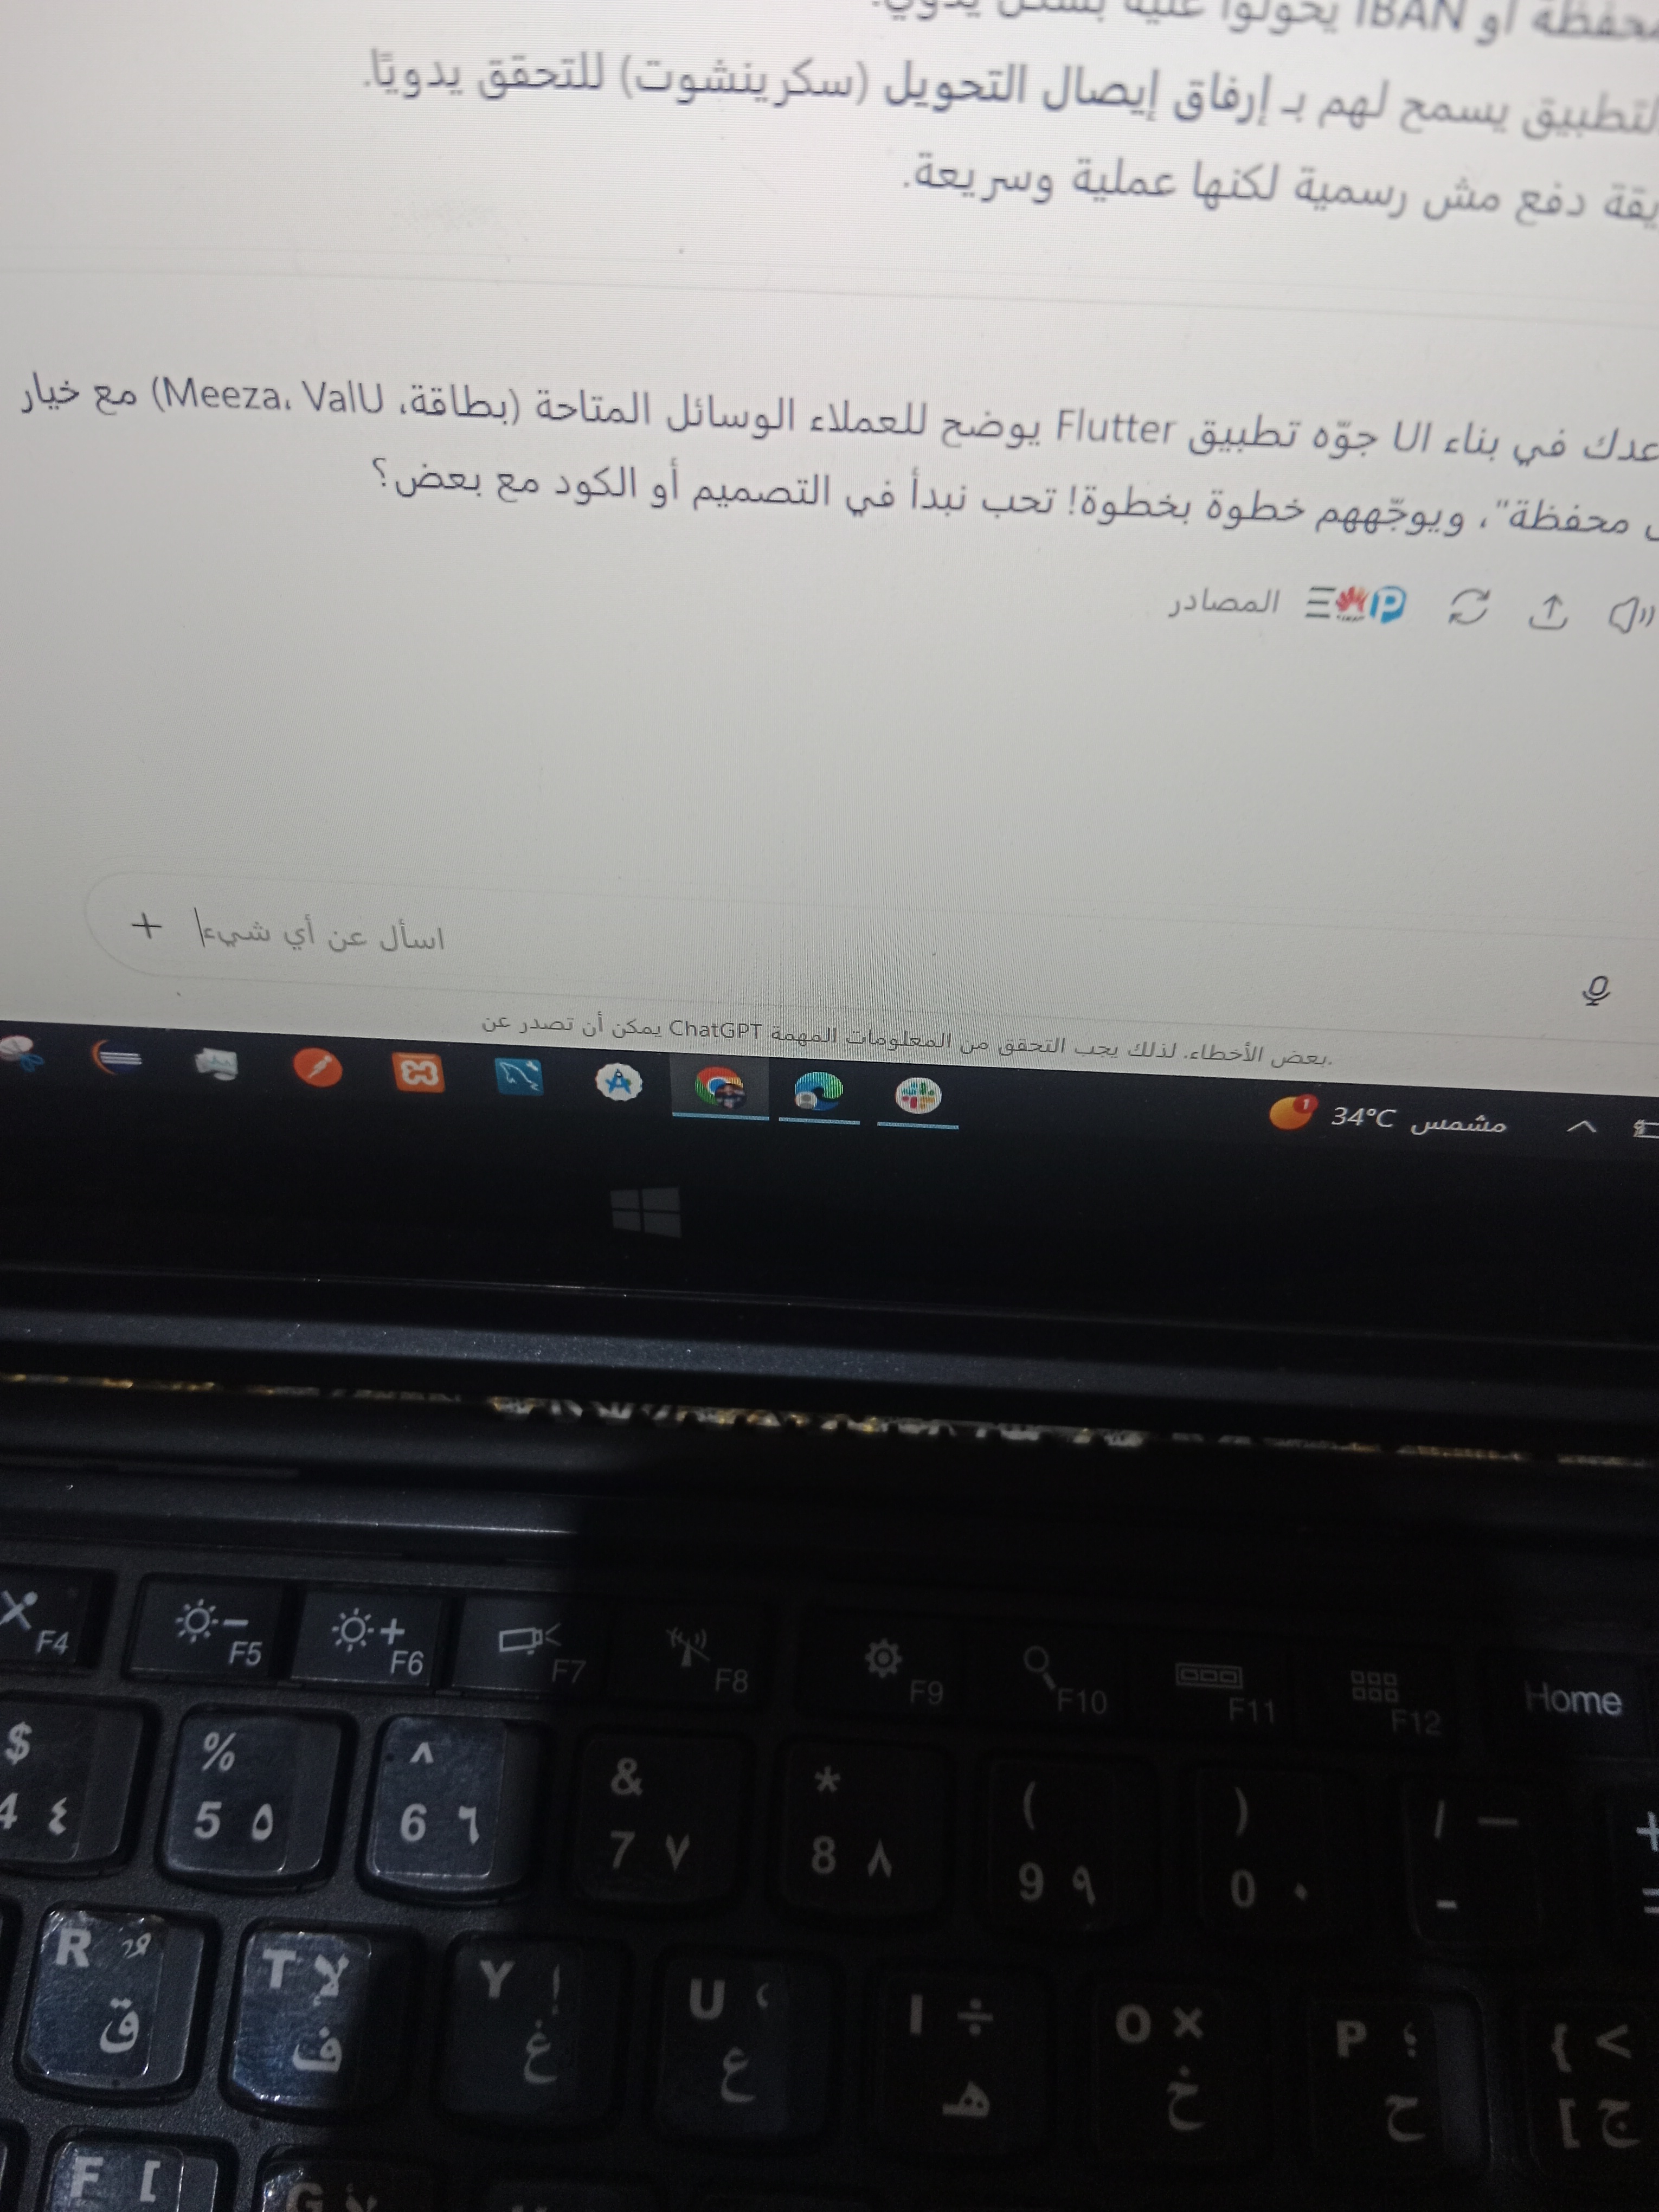 محفظة أو IBAN يحولوا عليه بشكل يدوي.
لتطبيق يسمح لهم بـ إرفاق إيصال التحويل (سكرينشوت) للتحقق يدويًا.
يقة دفع مش رسمية لكنها عملية وسريعة.
عدك في بناء UI جوّه تطبيق Flutter يوضح للعملاء الوسائل المتاحة (بطاقة، Meeza، ValU) مع خيار
محفظة"، ويوجّههم خطوة بخطوة! تحب نبدأ في التصميم أو الكود مع بعض؟
المصادر
اسأل عن أي شيء
يمكن أن تصدر عن ChatGPT بعض الأخطاء. لذلك يجب التحقق من المعلومات المهمة.
1 34°C مشمس
F4 F5 F6 F7 F8 F9 F10 F11 F12 Home
$ % ^ & * ( ) / — +
4 ٤ 5 ٥ 6 ٦ 7 ٧ 8 ٨ 9 ٩ 0 ٠ - =
R T لإ Y إ U ‘ I ÷ O × P ؛ { <
ق ف غ ع ه خ ح [ ج
F [ G لأ